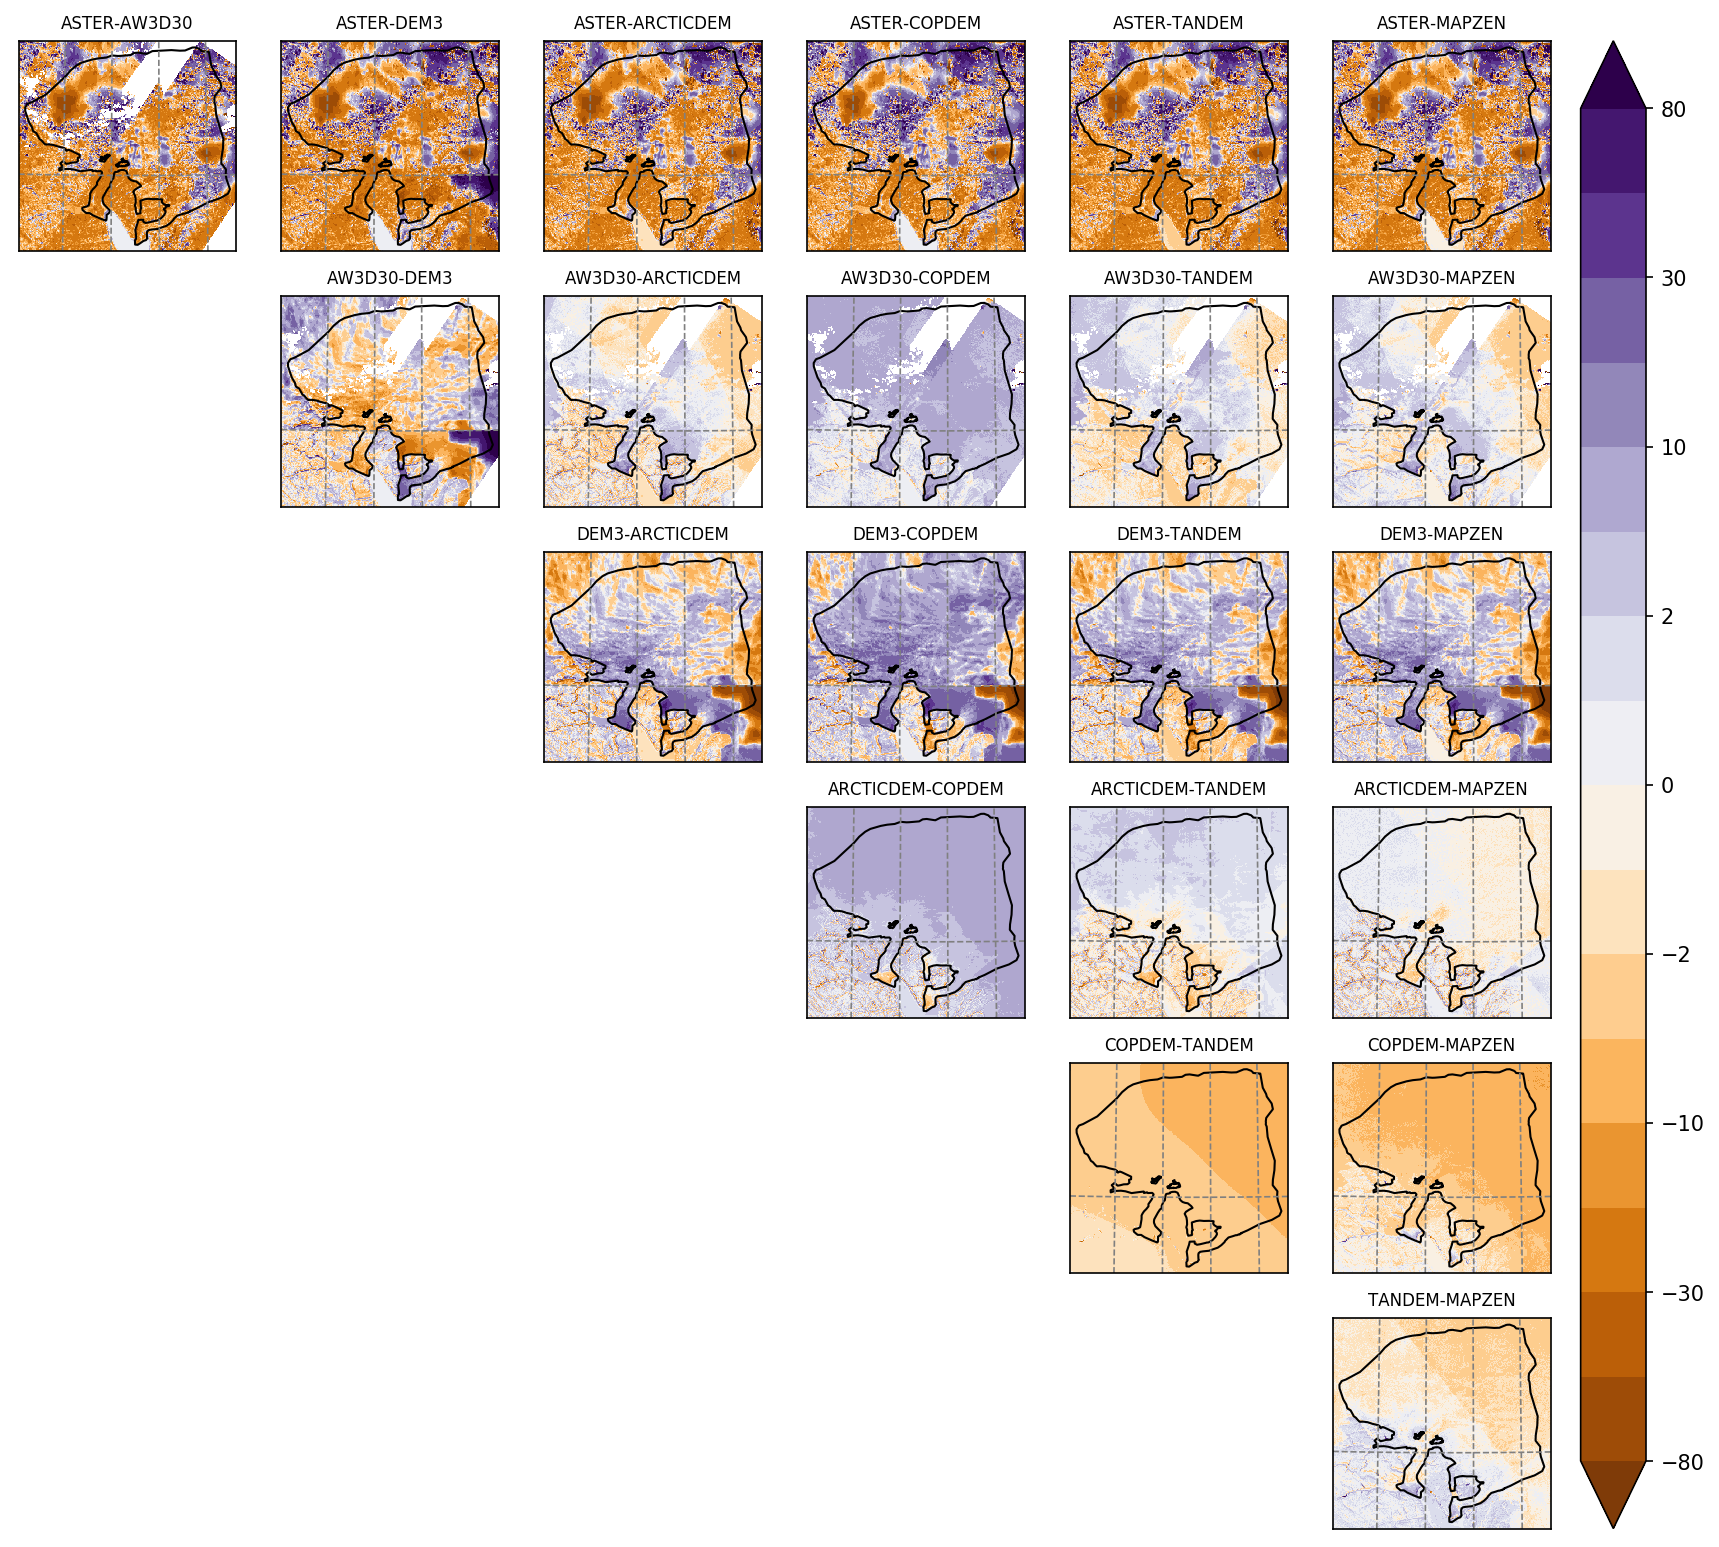 ASTER-AW3D30 ASTER-DEM3 ASTER-ARCTICDEM ASTER-COPDEM ASTER-TANDEM ASTER-MAPZEN
80
AW3D30-DEM3 AW3D30-ARCTICDEM AW3D30-COPDEM AW3D30-TANDEM AW3D30-MAPZEN
30
10
DEM3-ARCTICDEM DEM3-COPDEM DEM3-TANDEM DEM3-MAPZEN
2
0
ARCTICDEM-COPDEM ARCTICDEM-TANDEM ARCTICDEM-MAPZEN
−2
COPDEM-TANDEM COPDEM-MAPZEN
−10
−30
TANDEM-MAPZEN
−80